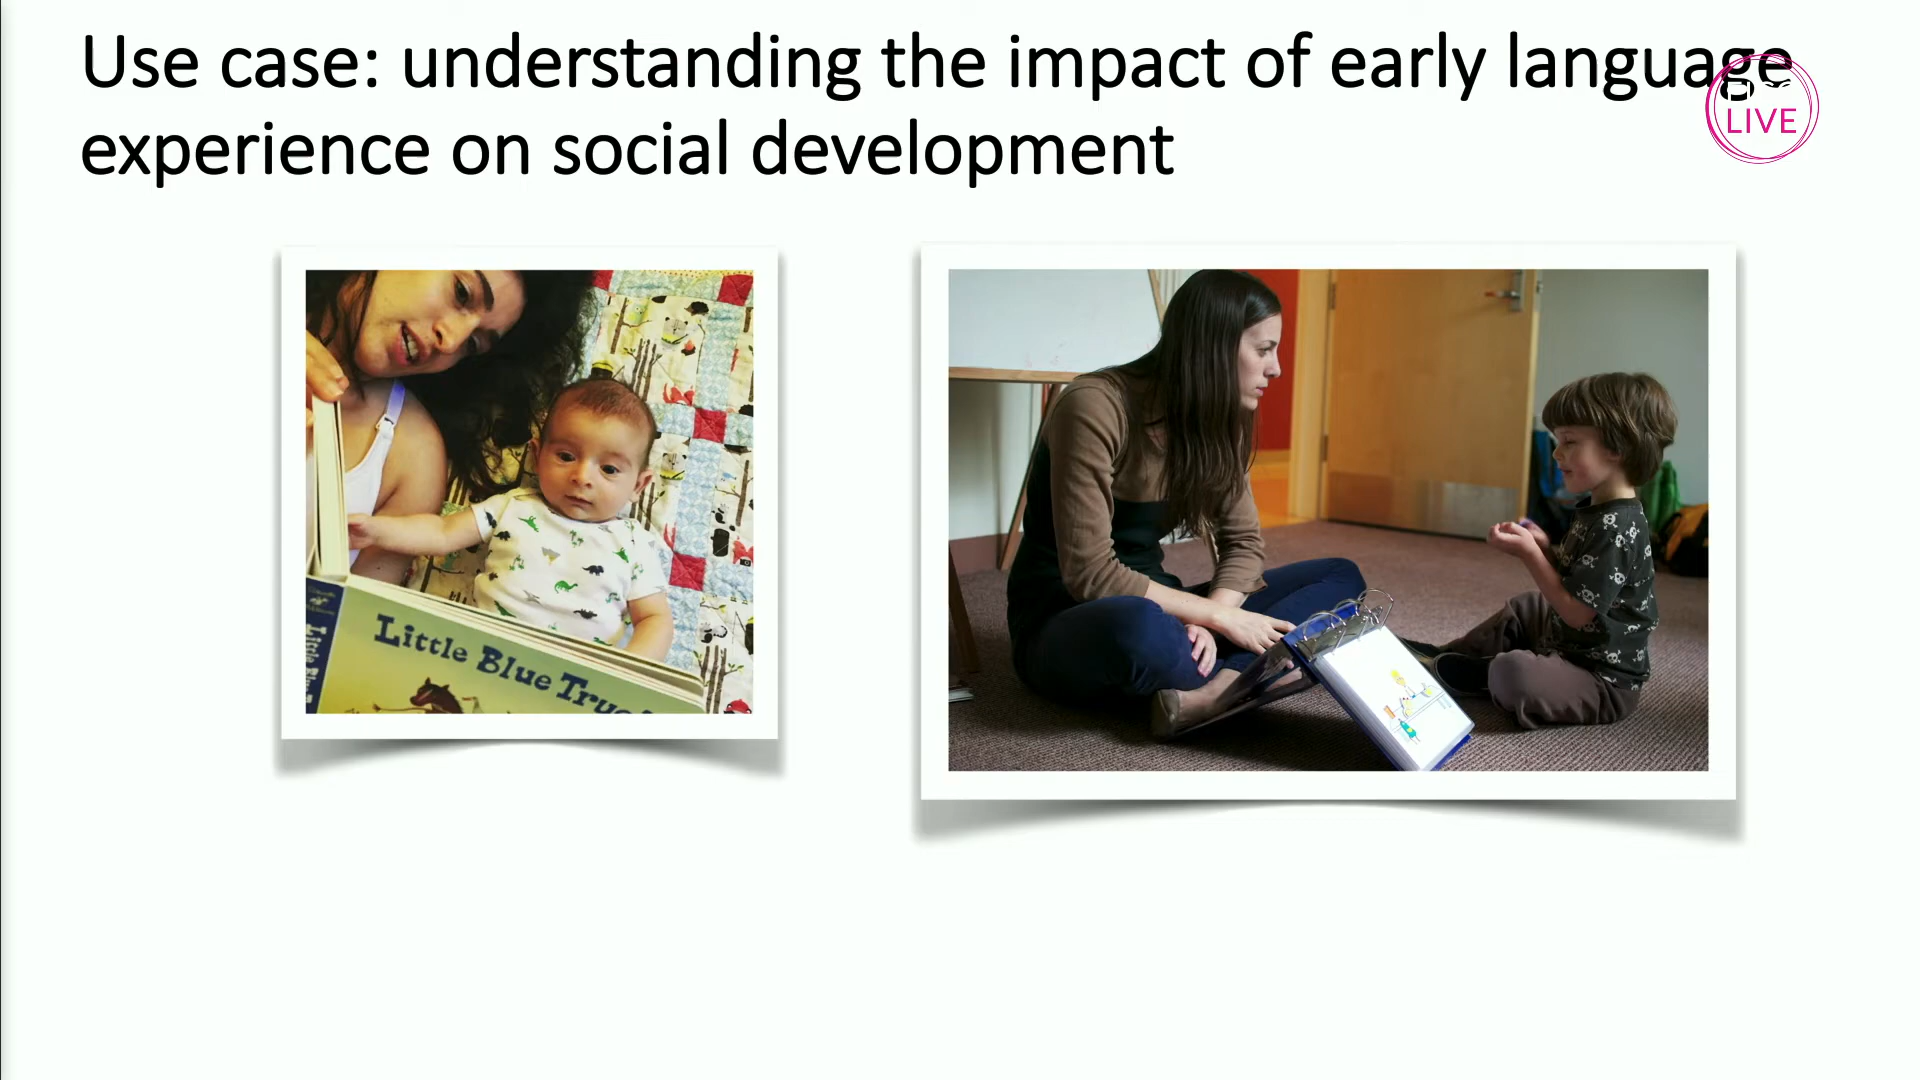 Use case: understanding the impact of early language
experience on social development
LIVE
Little Blue